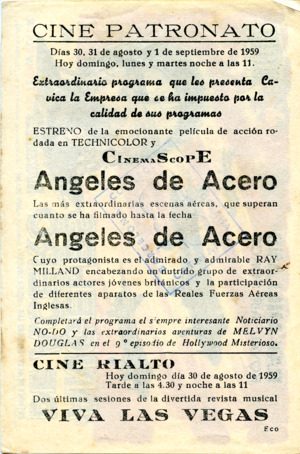 CINE PATRONATO
Días 30, 31 de agosto y 1 de septiembre de 1959
Hoy domingo, lunes y martes noche a las 11.
Extraordinario programa que les presenta Ca-
vica la Empresa que se ha impuesto por la
calidad de sus programas
ESTRENO de la emocionante película de acción ro-
dada en TECHNICOLOR y
CINEMASCOPE
Angeles de Acero
Las más extraordinarias escenas aéreas, que superan
cuanto se ha filmado hasta la fecha
Angeles de Acero
Cuyo protagonista es el admirado y admirable RAY
MILLAND encabezando un nutrido grupo de extraor-
dinarios actores jóvenes británicos y la participación
de diferentes aparatos de las Reales Fuerzas Aéreas
Inglesas.
Completará el programa el siempre interesante Noticiario
NO-DO y las extraordinarias aventuras de MELVYN
DOUGLAS en el 9º episodio de Hollywood Misterioso.
CINE RIALTO
Hoy domingo día 30 de agosto de 1959
Tarde a las 4.30 y noche a las 11
Dos últimas sesiones de la divertida revista musical
VIVA LAS VEGAS
Fco